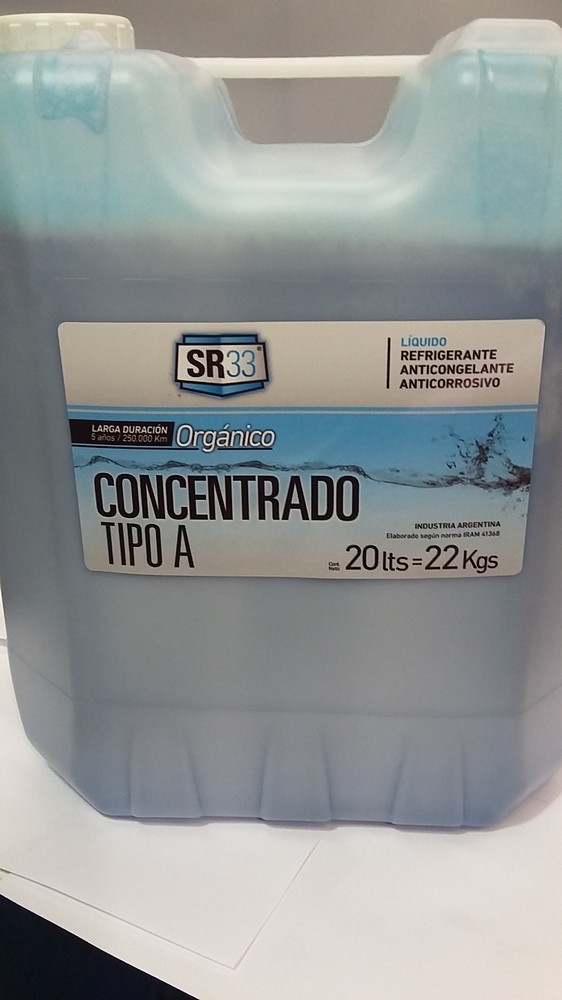 SR33®
LÍQUIDO
REFRIGERANTE
ANTICONGELANTE
ANTICORROSIVO
LARGA DURACIÓN
5 años / 250.000 Km
Orgánico
CONCENTRADO
TIPO A
INDUSTRIA ARGENTINA
Elaborado según norma IRAM 41368
Cont.
Neto
20 lts = 22 Kgs